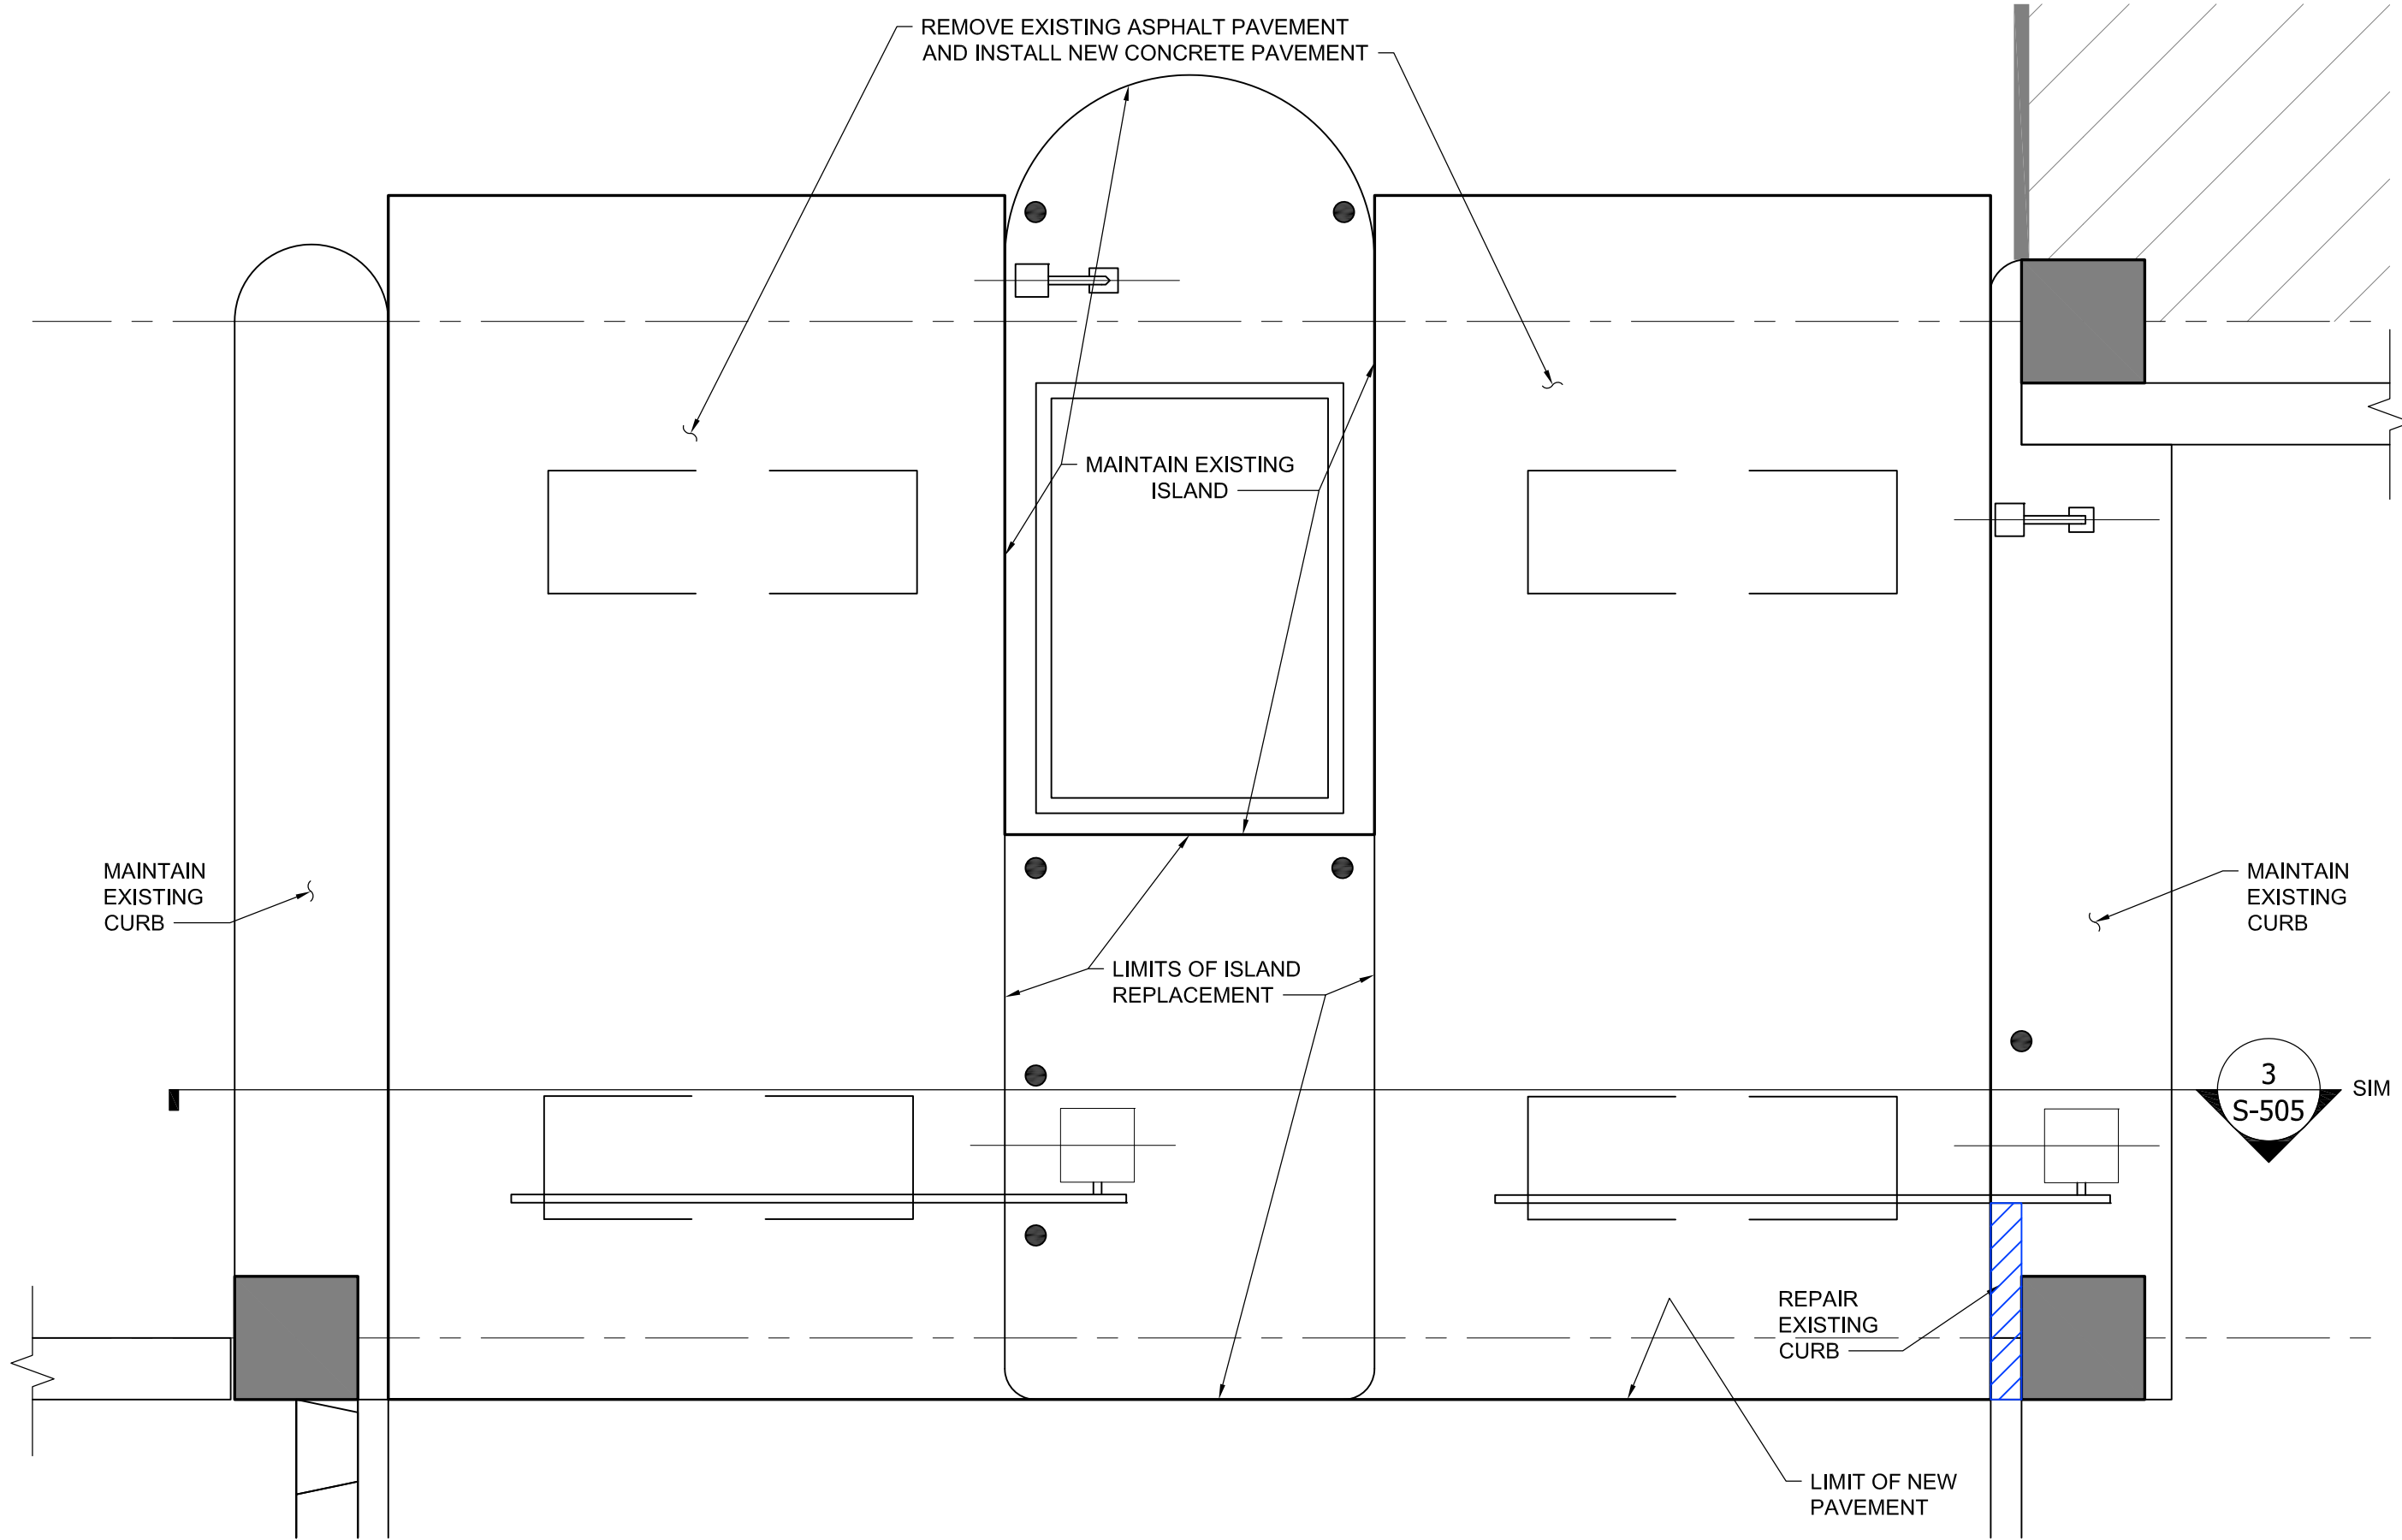 REMOVE EXISTING ASPHALT PAVEMENT
AND INSTALL NEW CONCRETE PAVEMENT
MAINTAIN EXISTING
ISLAND
MAINTAIN
EXISTING
CURB
MAINTAIN
EXISTING
CURB
LIMITS OF ISLAND
REPLACEMENT
3
S-505
SIM
REPAIR
EXISTING
CURB
LIMIT OF NEW
PAVEMENT